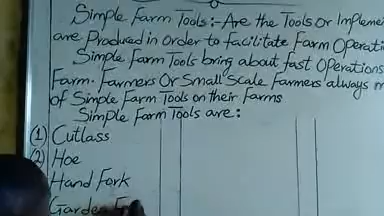 Simple Farm Tools:- Are the Tools Or Impleme
are Produced in Order to facilitate Farm Operati
Simple Farm Tools bring about fast Operations
Farm. Farmers Or Small Scale Farmers always m
of Simple Farm Tools on their Farms
Simple Farm Tools are:
(1) Cutlass
(2) Hoe
Hand Fork
Garden F